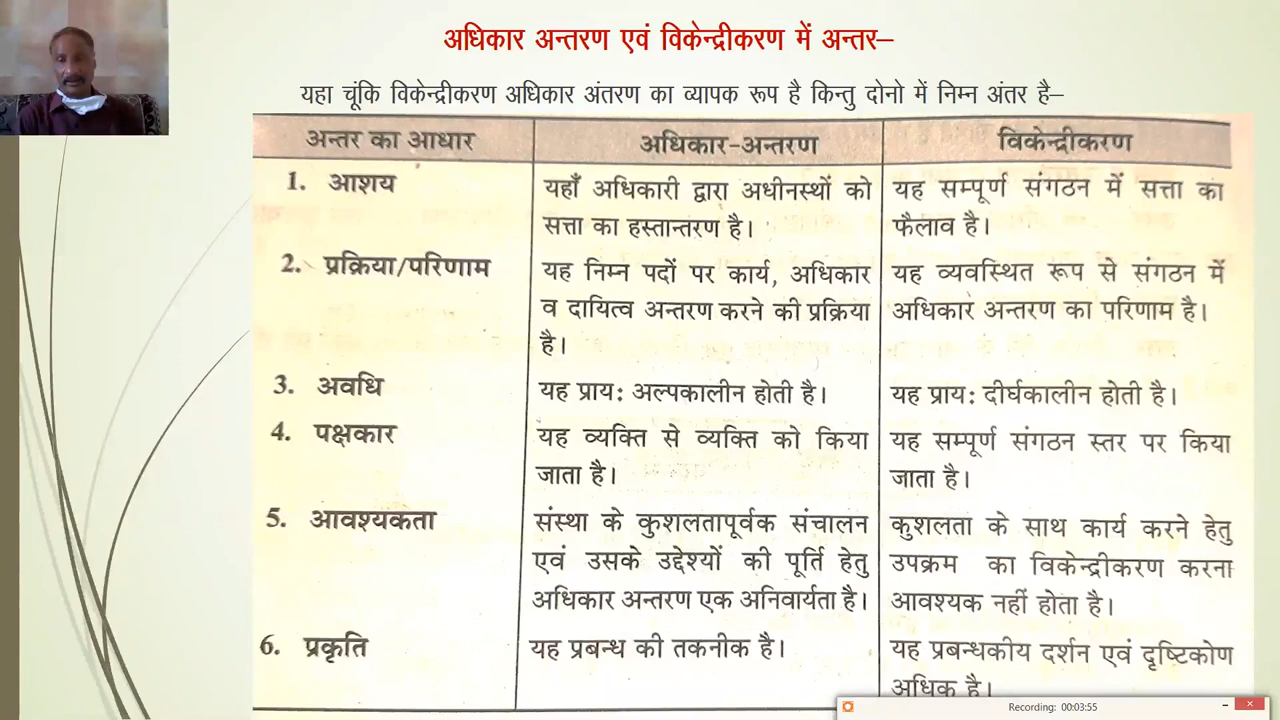 अधिकार अन्तरण एवं विकेन्द्रीकरण में अन्तर–
यहा चूंकि विकेन्द्रीकरण अधिकार अंतरण का व्यापक रूप है किन्तु दोनो में निम्न अंतर है–
अन्तर का आधार अधिकार-अन्तरण विकेन्द्रीकरण
1. आशय
यहाँ अधिकारी द्वारा अधीनस्थों को
सत्ता का हस्तान्तरण है।
यह सम्पूर्ण संगठन में सत्ता का
फैलाव है।
2. प्रक्रिया/परिणाम
यह निम्न पदों पर कार्य, अधिकार
व दायित्व अन्तरण करने की प्रक्रिया
है।
यह व्यवस्थित रूप से संगठन में
अधिकार अन्तरण का परिणाम है।
3. अवधि
यह प्राय: अल्पकालीन होती है।
यह प्राय: दीर्घकालीन होती है।
4. पक्षकार
यह व्यक्ति से व्यक्ति को किया
जाता है।
यह सम्पूर्ण संगठन स्तर पर किया
जाता है।
5. आवश्यकता
संस्था के कुशलतापूर्वक संचालन
एवं उसके उद्देश्यों की पूर्ति हेतु
अधिकार अन्तरण एक अनिवार्यता है।
कुशलता के साथ कार्य करने हेतु
उपक्रम का विकेन्द्रीकरण करना
आवश्यक नहीं होता है।
6. प्रकृति
यह प्रबन्ध की तकनीक है।
यह प्रबन्धकीय दर्शन एवं दृष्टिकोण
अधिक है।
Recording: 00:03:55